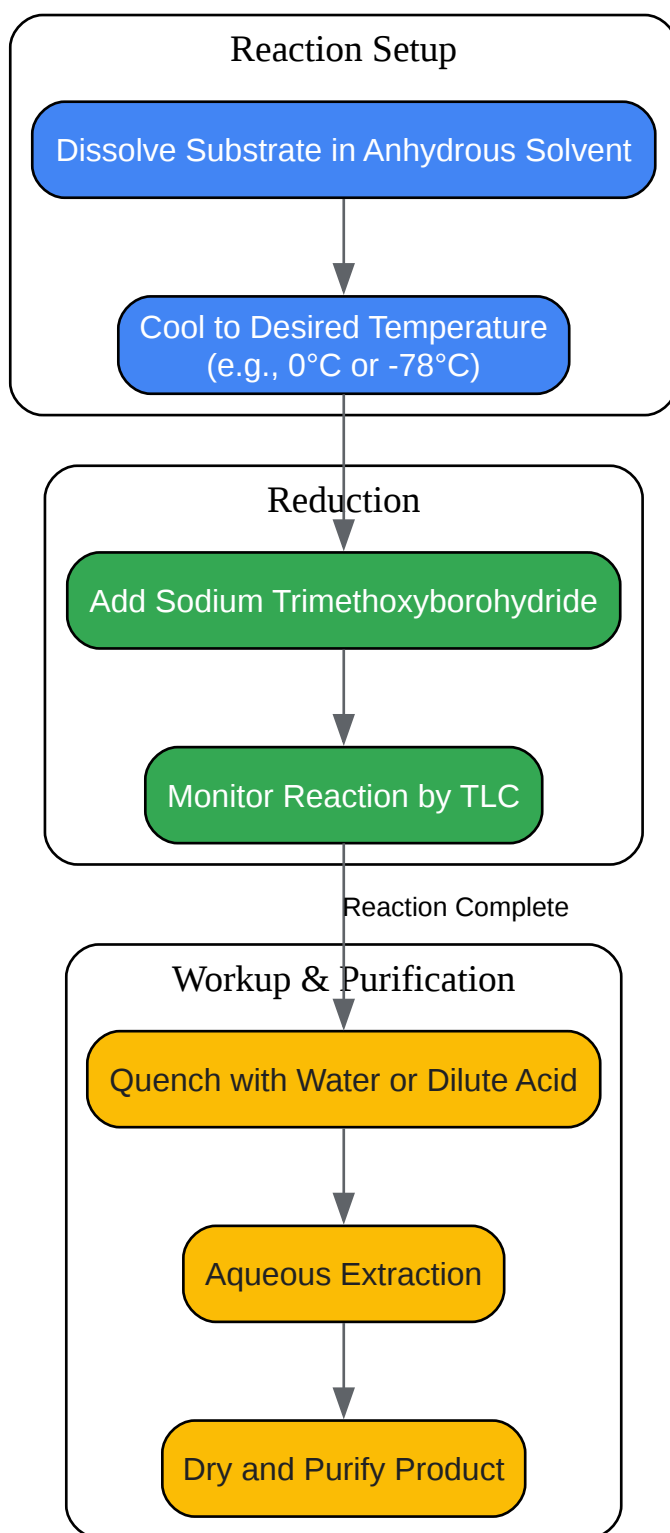 Reaction Setup
Dissolve Substrate in Anhydrous Solvent
Cool to Desired Temperature
(e.g., 0°C or -78°C)
Reduction
Add Sodium Trimethoxyborohydride
Monitor Reaction by TLC
Reaction Complete
Workup & Purification
Quench with Water or Dilute Acid
Aqueous Extraction
Dry and Purify Product